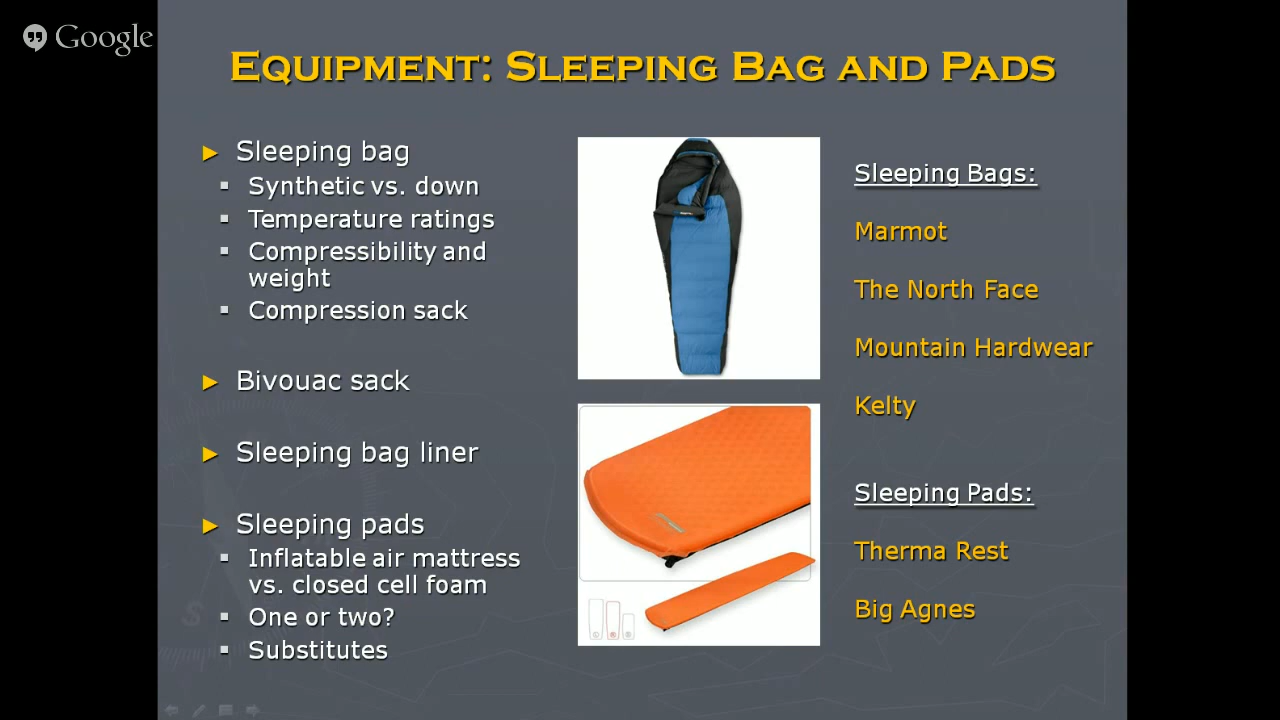 Google
Equipment: Sleeping Bag and Pads
Sleeping bag
Synthetic vs. down
Temperature ratings
Compressibility and
weight
Compression sack
Bivouac sack
Sleeping bag liner
Sleeping pads
Inflatable air mattress
vs. closed cell foam
One or two?
Substitutes
Sleeping Bags:
Marmot
The North Face
Mountain Hardwear
Kelty
Sleeping Pads:
Therma Rest
Big Agnes